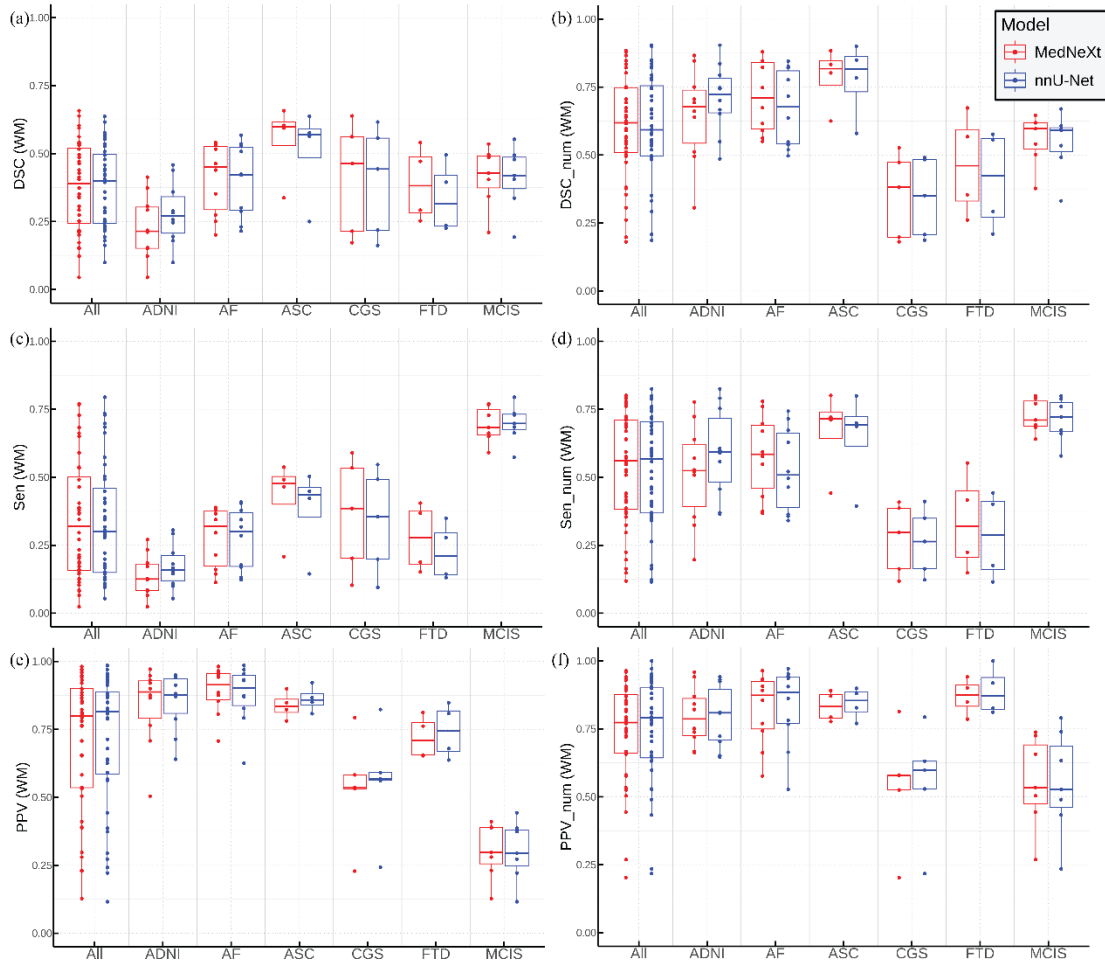 (a)
1.00
0.75
0.50
0.25
0.00
DSC (WM)
All ADNI AF ASC CGS FTD MCIS
(b)
1.00
0.75
0.50
0.25
0.00
DSC_num (WM)
All ADNI AF ASC CGS FTD MCIS
Model
MedNeXt
nnU-Net
(c)
1.00
0.75
0.50
0.25
0.00
Sen (WM)
All ADNI AF ASC CGS FTD MCIS
(d)
1.00
0.75
0.50
0.25
0.00
Sen_num (WM)
All ADNI AF ASC CGS FTD MCIS
(e)
1.00
0.75
0.50
0.25
0.00
PPV (WM)
All ADNI AF ASC CGS FTD MCIS
(f)
1.00
0.75
0.50
0.25
0.00
PPV_num (WM)
All ADNI AF ASC CGS FTD MCIS